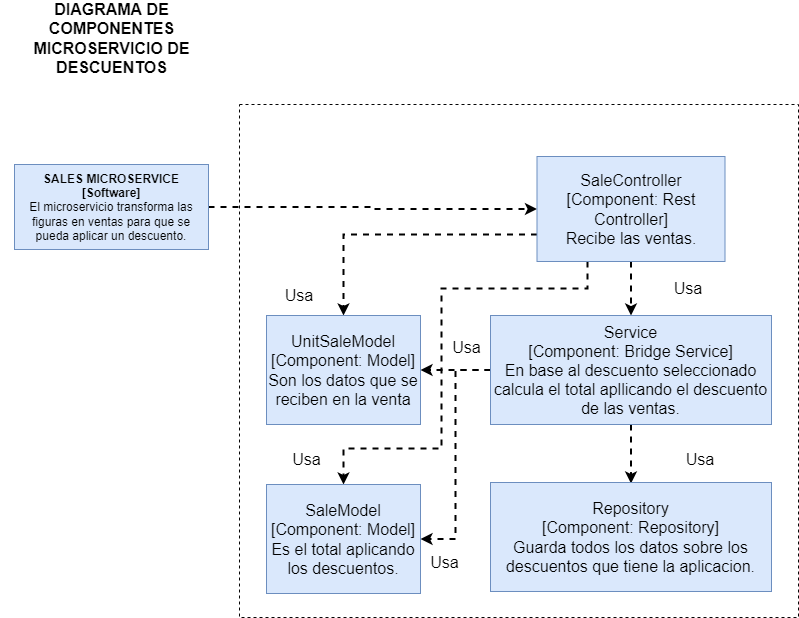 DIAGRAMA DE
COMPONENTES
MICROSERVICIO DE
DESCUENTOS
SALES MICROSERVICE
[Software]
El microservicio transforma las
figuras en ventas para que se
pueda aplicar un descuento.
SaleController
[Component: Rest
Controller]
Recibe las ventas.
Usa
Usa
UnitSaleModel
[Component: Model]
Son los datos que se
reciben en la venta
Usa
Service
[Component: Bridge Service]
En base al descuento seleccionado
calcula el total apllicando el descuento
de las ventas.
Usa
Usa
SaleModel
[Component: Model]
Es el total aplicando
los descuentos.
Usa
Repository
[Component: Repository]
Guarda todos los datos sobre los
descuentos que tiene la aplicacion.